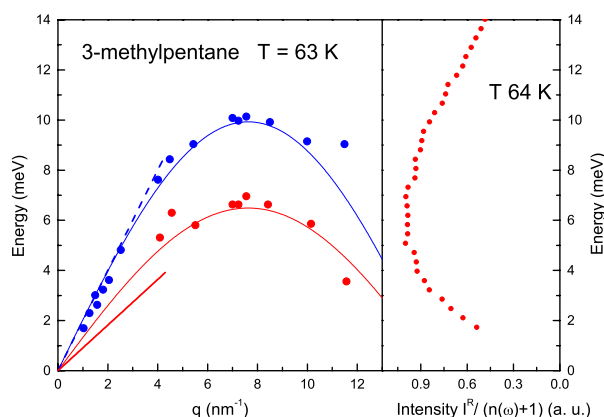 3-methylpentane T = 63 K
T 64 K
14
12
10
8
6
4
2
0
Energy (meV)
0 2 4 6 8 10 12
q (nm⁻¹)
0.9 0.6 0.3 0.0
Intensity Iᴿ/ (n(ω)+1) (a. u.)
14
12
10
8
6
4
2
0
Energy (meV)